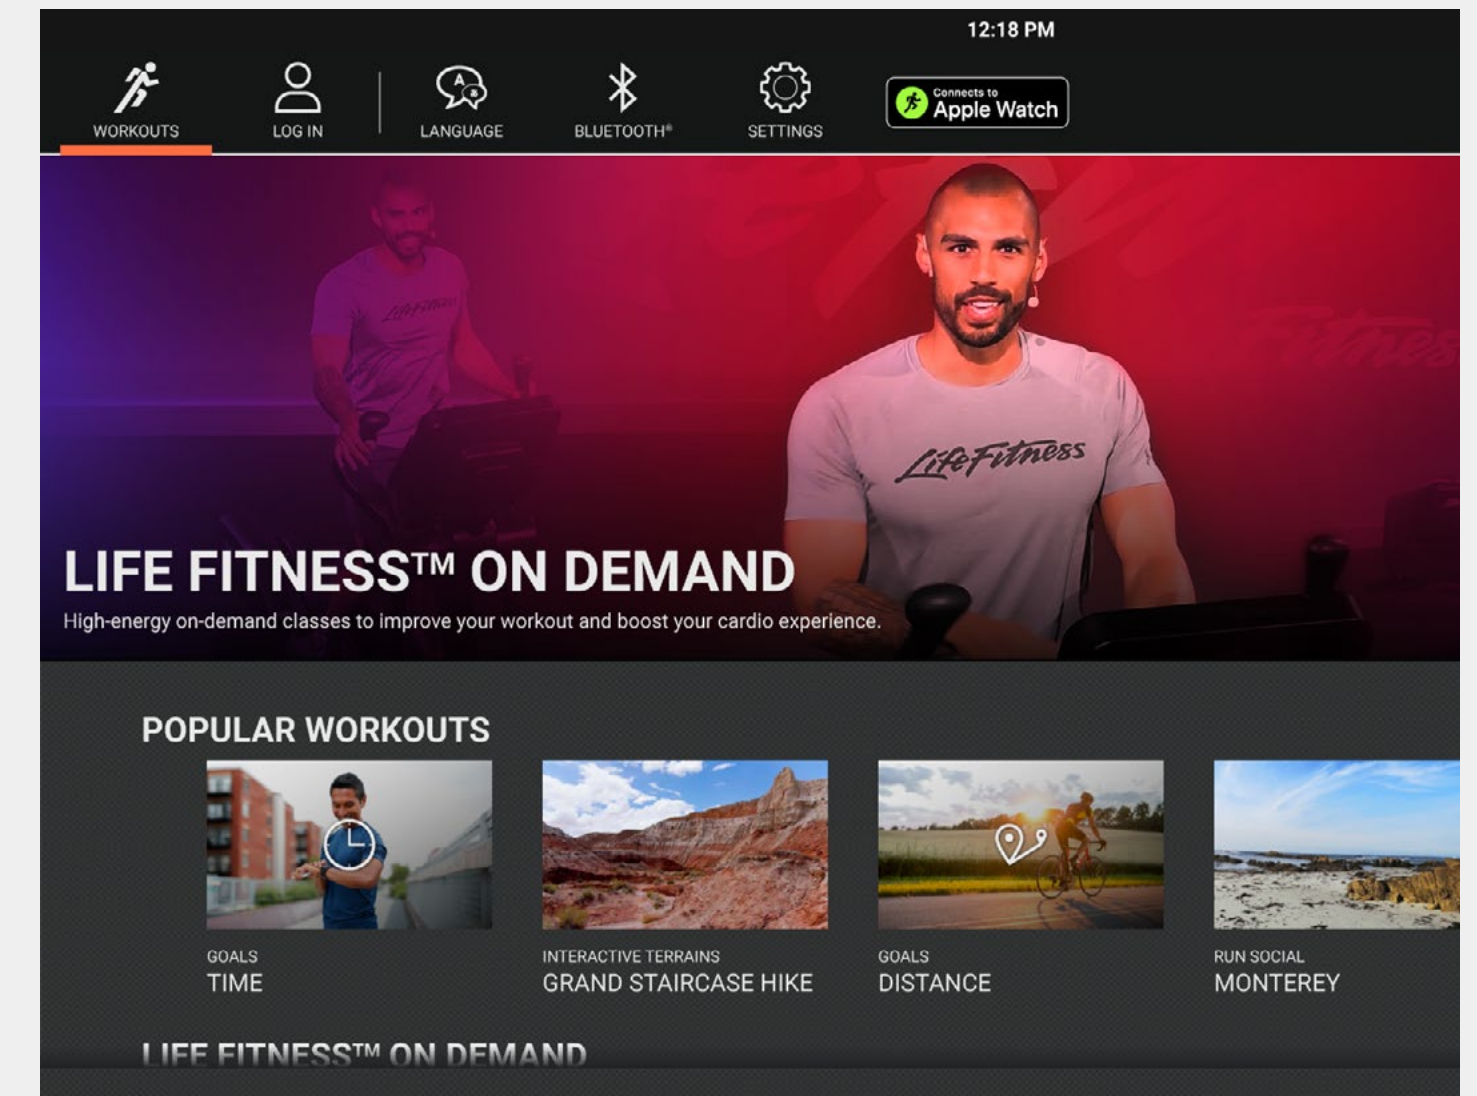 12:18 PM
WORKOUTS
LOG IN
LANGUAGE
BLUETOOTH®
SETTINGS
Connects to
Apple Watch
LifeFitness
LifeFitness
Fitness
LIFE FITNESS™ ON DEMAND
High-energy on-demand classes to improve your workout and boost your cardio experience.
POPULAR WORKOUTS
GOALS
TIME
INTERACTIVE TERRAINS
GRAND STAIRCASE HIKE
GOALS
DISTANCE
RUN SOCIAL
MONTEREY
LIFE FITNESS™ ON DEMAND